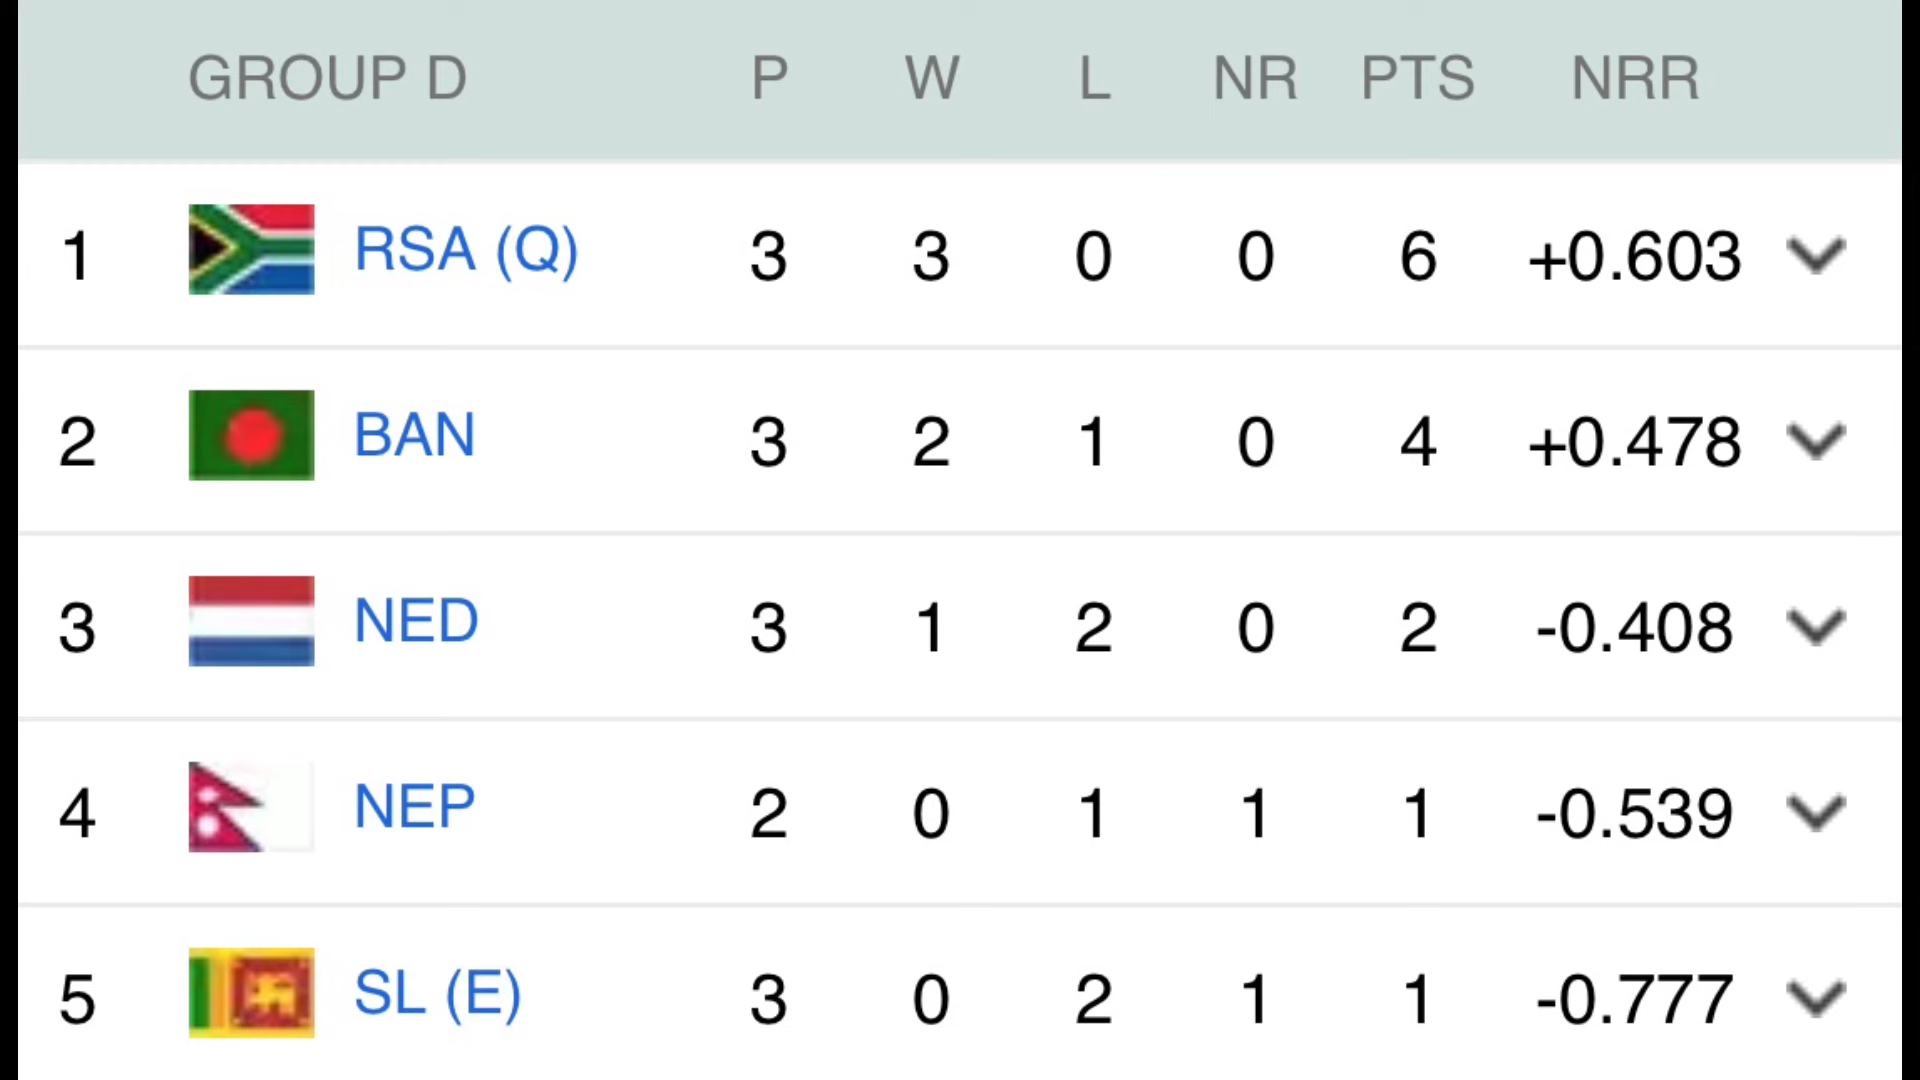 GROUP D P W L NR PTS NRR
1 RSA (Q) 3 3 0 0 6 +0.603
2 BAN 3 2 1 0 4 +0.478
3 NED 3 1 2 0 2 -0.408
4 NEP 2 0 1 1 1 -0.539
5 SL (E) 3 0 2 1 1 -0.777